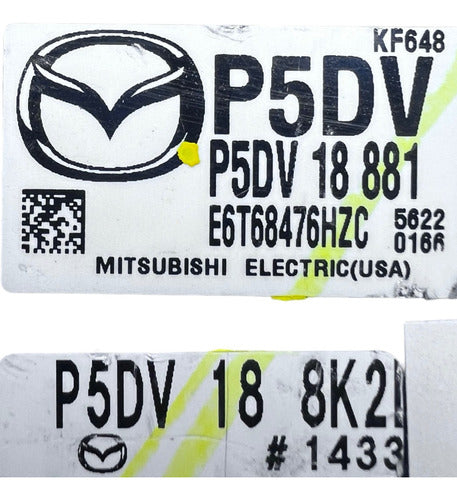 KF648
P5DV
P5DV 18 881
E6T68476HZC 5622
0166
MITSUBISHI ELECTRIC(USA)
P5DV 18 8K2
#1433